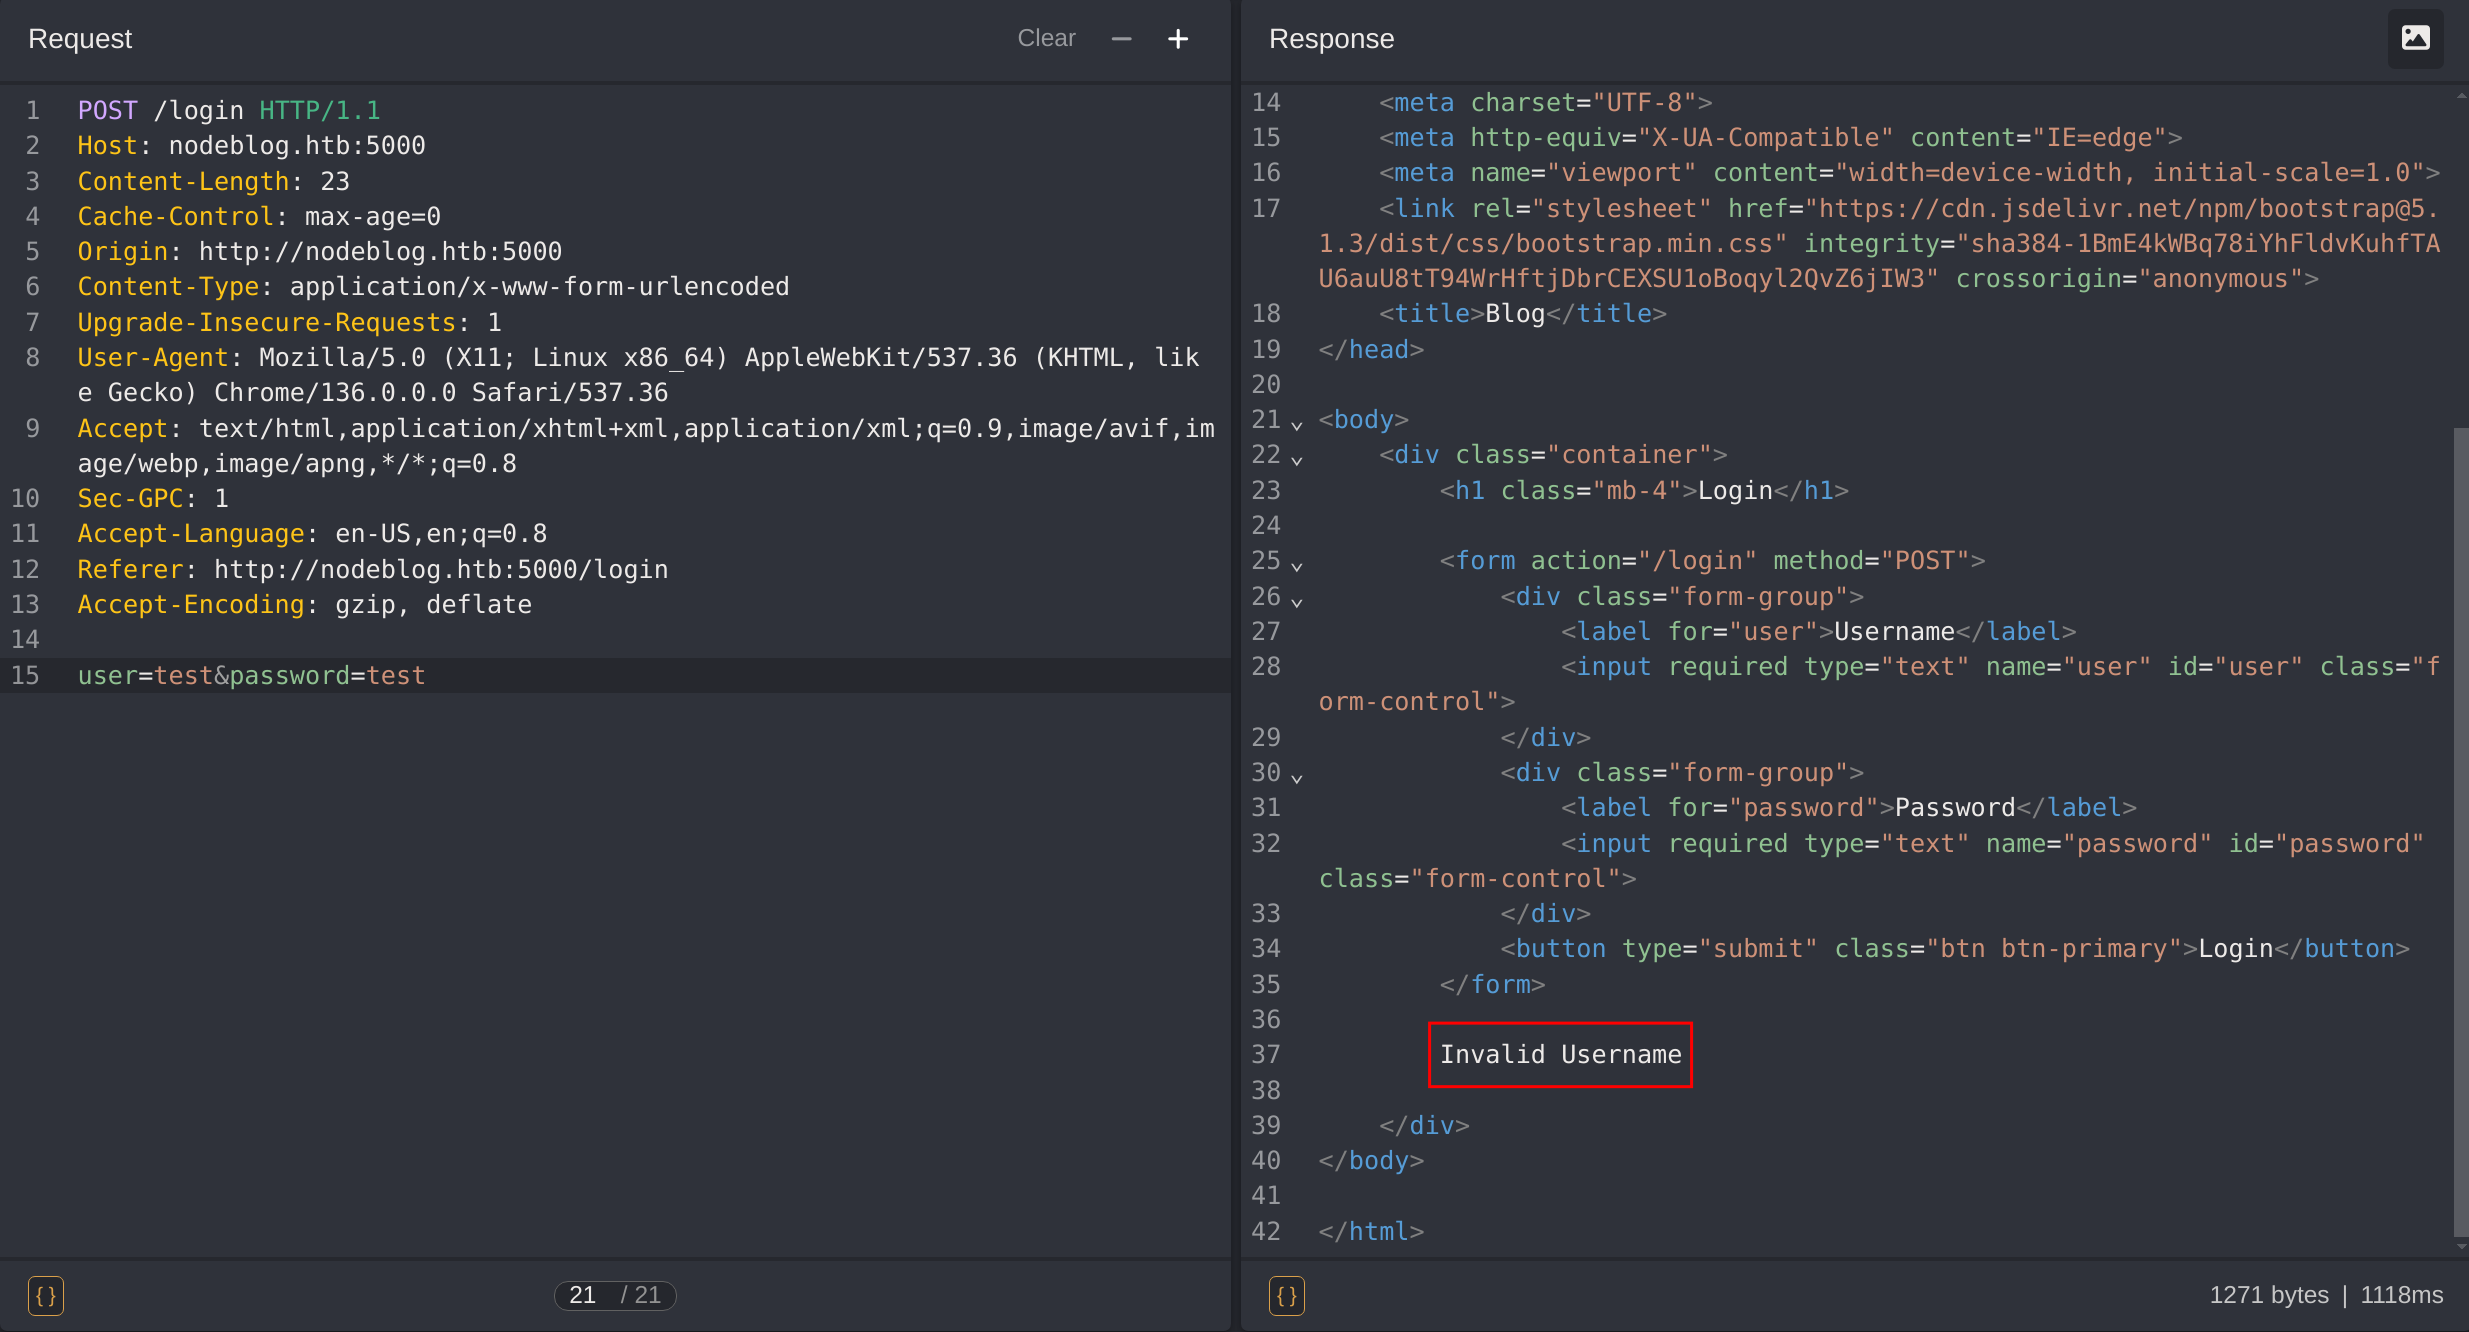 Request
Clear
1 POST /login HTTP/1.1
2 Host: nodeblog.htb:5000
3 Content-Length: 23
4 Cache-Control: max-age=0
5 Origin: http://nodeblog.htb:5000
6 Content-Type: application/x-www-form-urlencoded
7 Upgrade-Insecure-Requests: 1
8 User-Agent: Mozilla/5.0 (X11; Linux x86_64) AppleWebKit/537.36 (KHTML, lik
e Gecko) Chrome/136.0.0.0 Safari/537.36
9 Accept: text/html,application/xhtml+xml,application/xml;q=0.9,image/avif,im
age/webp,image/apng,*/*;q=0.8
10 Sec-GPC: 1
11 Accept-Language: en-US,en;q=0.8
12 Referer: http://nodeblog.htb:5000/login
13 Accept-Encoding: gzip, deflate
14
15 user=test&password=test
{}
21 / 21
Response
14 <meta charset="UTF-8">
15 <meta http-equiv="X-UA-Compatible" content="IE=edge">
16 <meta name="viewport" content="width=device-width, initial-scale=1.0">
17 <link rel="stylesheet" href="https://cdn.jsdelivr.net/npm/bootstrap@5.
1.3/dist/css/bootstrap.min.css" integrity="sha384-1BmE4kWBq78iYhFldvKuhfTA
U6auU8tT94WrHftjDbrCEXSU1oBoqyl2QvZ6jIW3" crossorigin="anonymous">
18 <title>Blog</title>
19 </head>
20
21 <body>
22 <div class="container">
23 <h1 class="mb-4">Login</h1>
24
25 <form action="/login" method="POST">
26 <div class="form-group">
27 <label for="user">Username</label>
28 <input required type="text" name="user" id="user" class="f
orm-control">
29 </div>
30 <div class="form-group">
31 <label for="password">Password</label>
32 <input required type="text" name="password" id="password"
class="form-control">
33 </div>
34 <button type="submit" class="btn btn-primary">Login</button>
35 </form>
36
37 Invalid Username
38
39 </div>
40 </body>
41
42 </html>
{}
1271 bytes | 1118ms